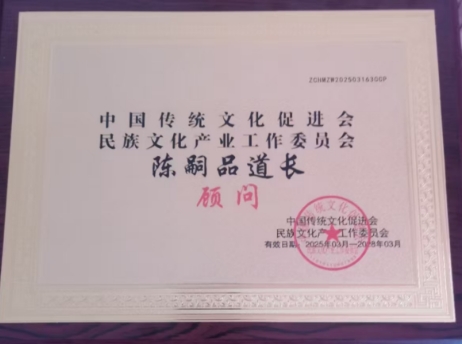 ZCHMZW20250316300P
中国传统文化促进会
民族文化产业工作委员会
陈嗣品道长
顾问
中国传统文化促进会
民族文化产业工作委员会
有效日期：2025年03月—2028年03月